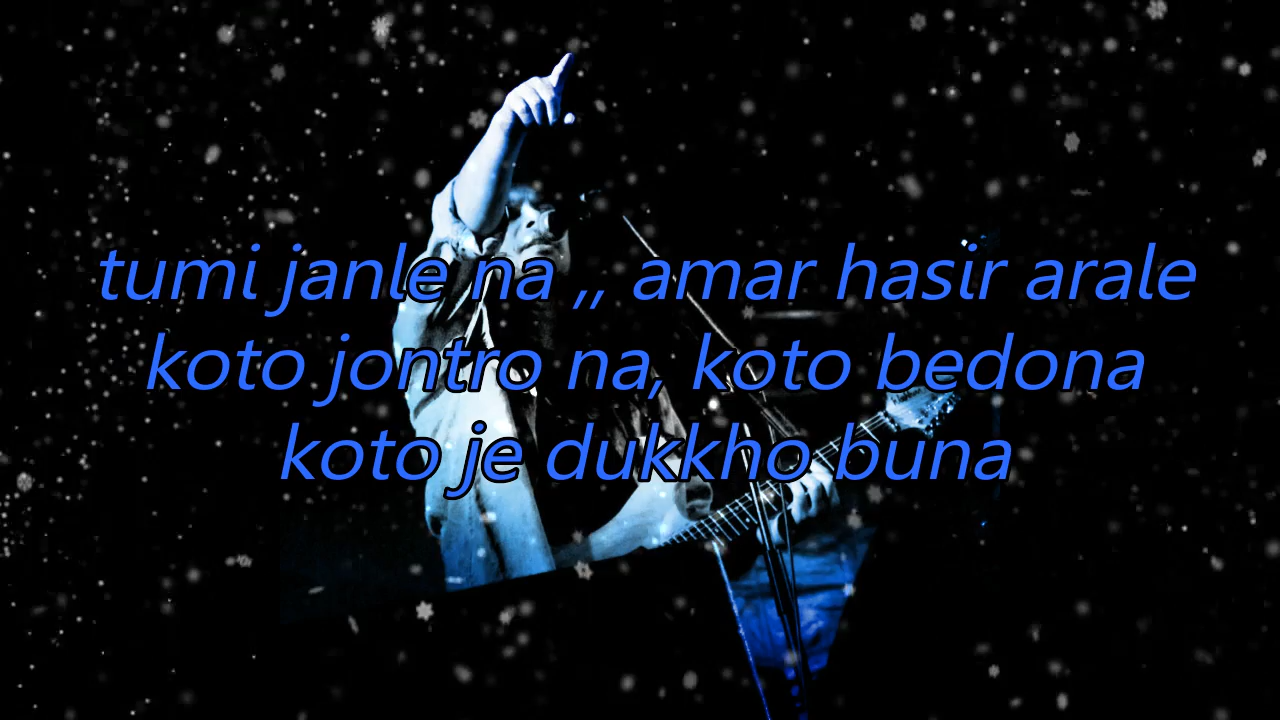 tumi janle na ,, amar hasir arale
koto jontro na, koto bedona
koto je dukkho buna